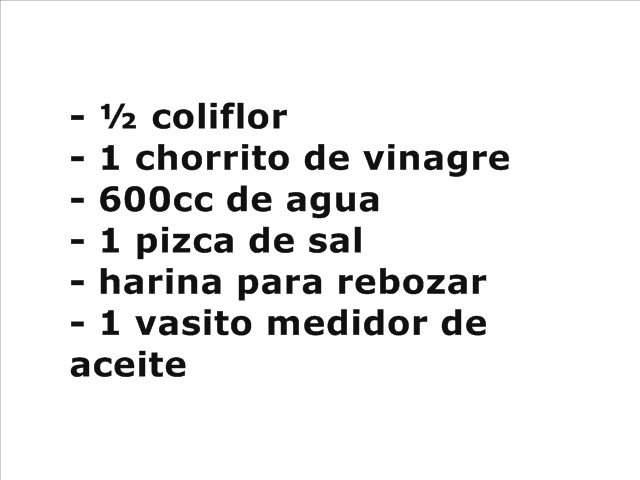 - ½ coliflor
- 1 chorrito de vinagre
- 600cc de agua
- 1 pizca de sal
- harina para rebozar
- 1 vasito medidor de
aceite